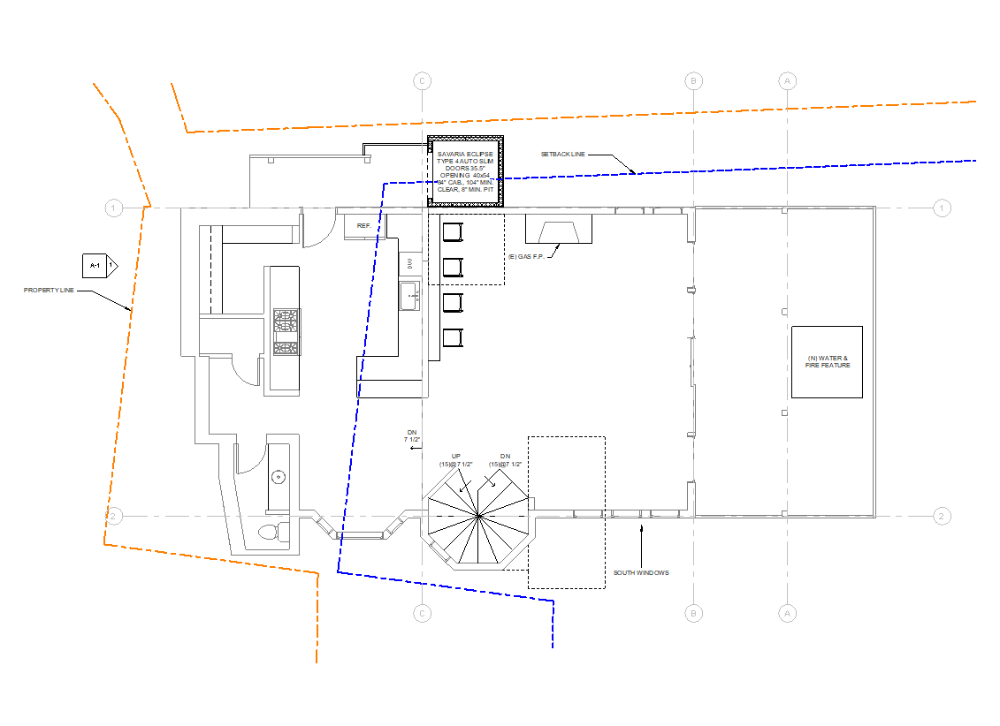 C
B
A
SAVARIA ECLIPSE
TYPE 4 AUTO SLIM
DOORS 35.5"
OPENING 40x54
84" CAB., 104" MIN.
CLEAR, 8" MIN. PIT
SETBACK LINE
1
1
REF.
(E) GAS F.P.
A-1
1
PROPERTY LINE
(N) WATER &
FIRE FEATURE
DN
7 1/2"
UP
(15)@7 1/2"
DN
(15)@7 1/2"
2
2
SOUTH WINDOWS
C
B
A